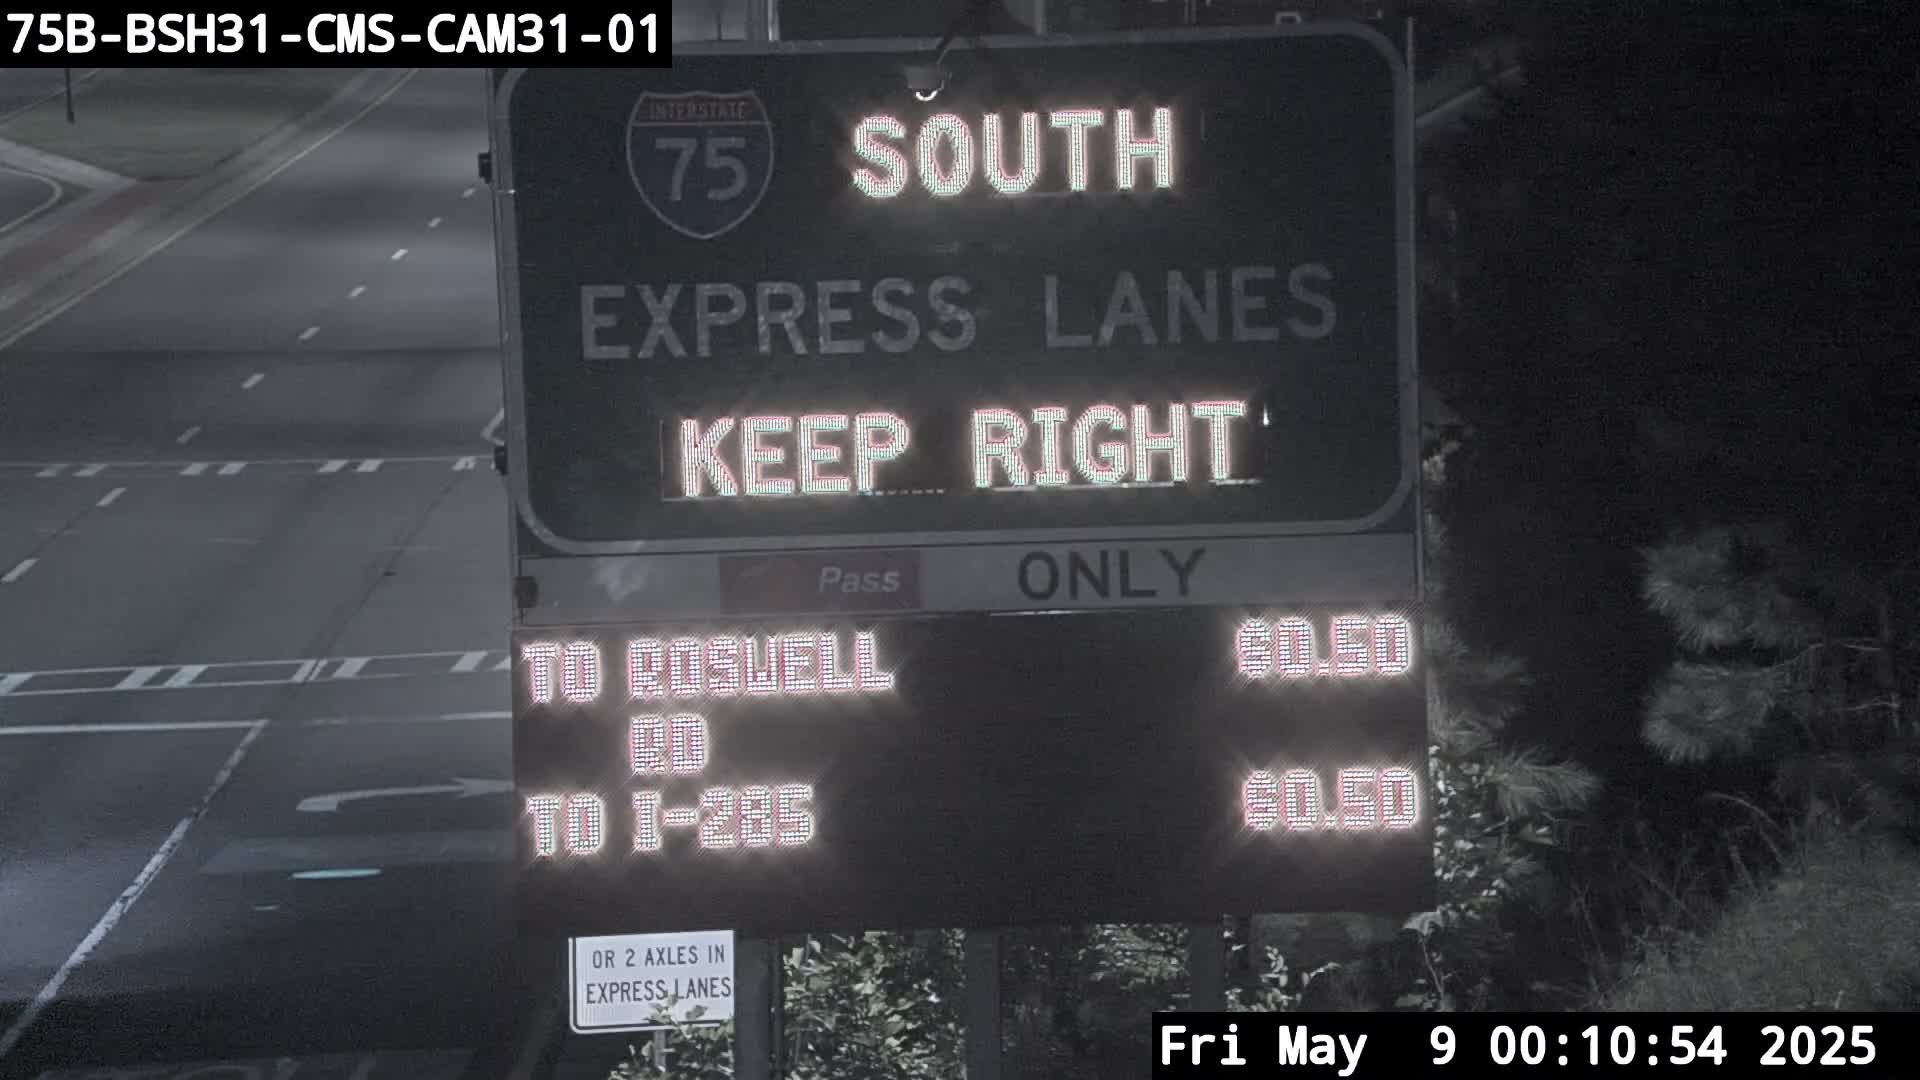 75B-BSH31-CMS-CAM31-01
INTERSTATE
75
SOUTH
EXPRESS LANES
KEEP RIGHT
Pass ONLY
TO ROSWELL $0.50
RD
TO I-285 $0.50
OR 2 AXLES IN
EXPRESS LANES
Fri May 9 00:10:54 2025